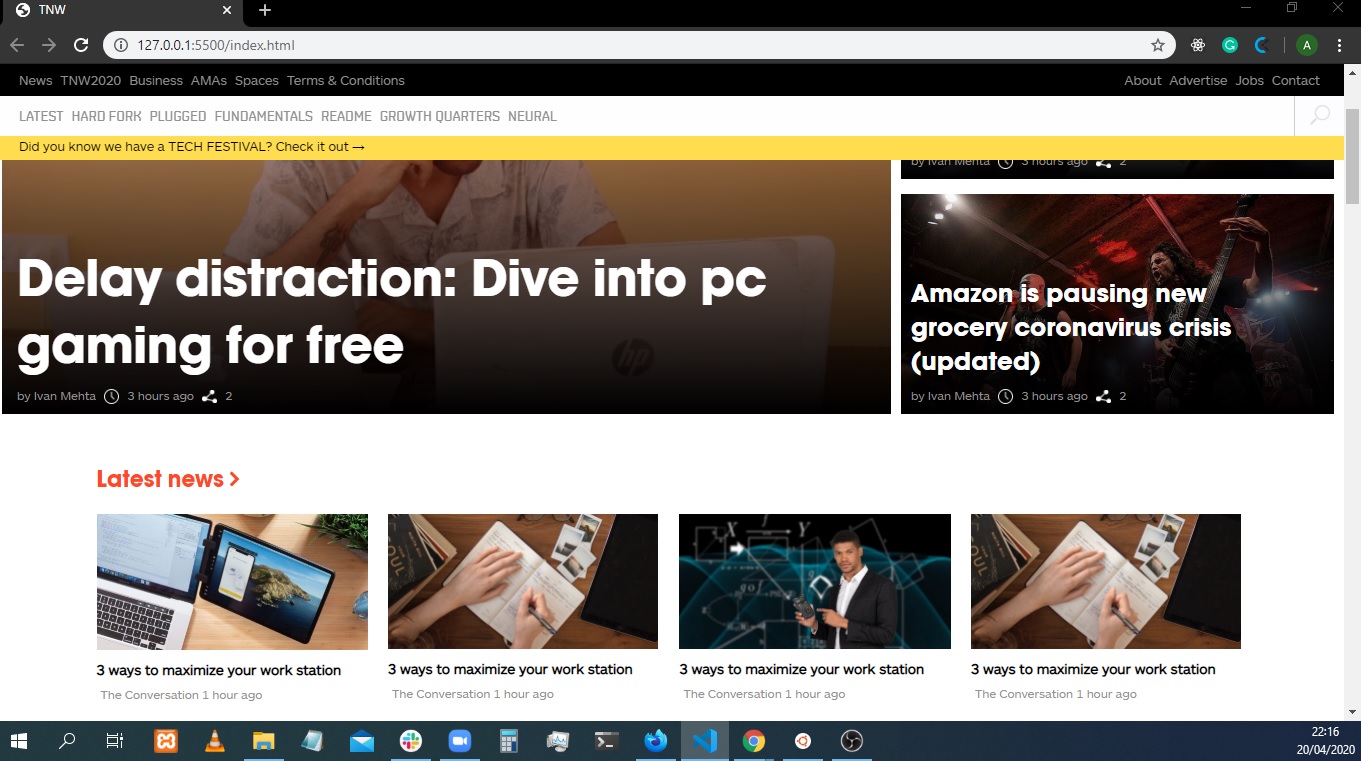 TNW
127.0.0.1:5500/index.html
A
News TNW2020 Business AMAs Spaces Terms & Conditions
About Advertise Jobs Contact
LATEST HARD FORK PLUGGED FUNDAMENTALS README GROWTH QUARTERS NEURAL
Did you know we have a TECH FESTIVAL? Check it out →
by Ivan Mehta 3 hours ago 2
Delay distraction: Dive into pc
gaming for free
hp
by Ivan Mehta 3 hours ago 2
Amazon is pausing new
grocery coronavirus crisis
(updated)
by Ivan Mehta 3 hours ago 2
Latest news >
3 ways to maximize your work station
The Conversation 1 hour ago
3 ways to maximize your work station
The Conversation 1 hour ago
3 ways to maximize your work station
The Conversation 1 hour ago
3 ways to maximize your work station
The Conversation 1 hour ago
22:16
20/04/2020